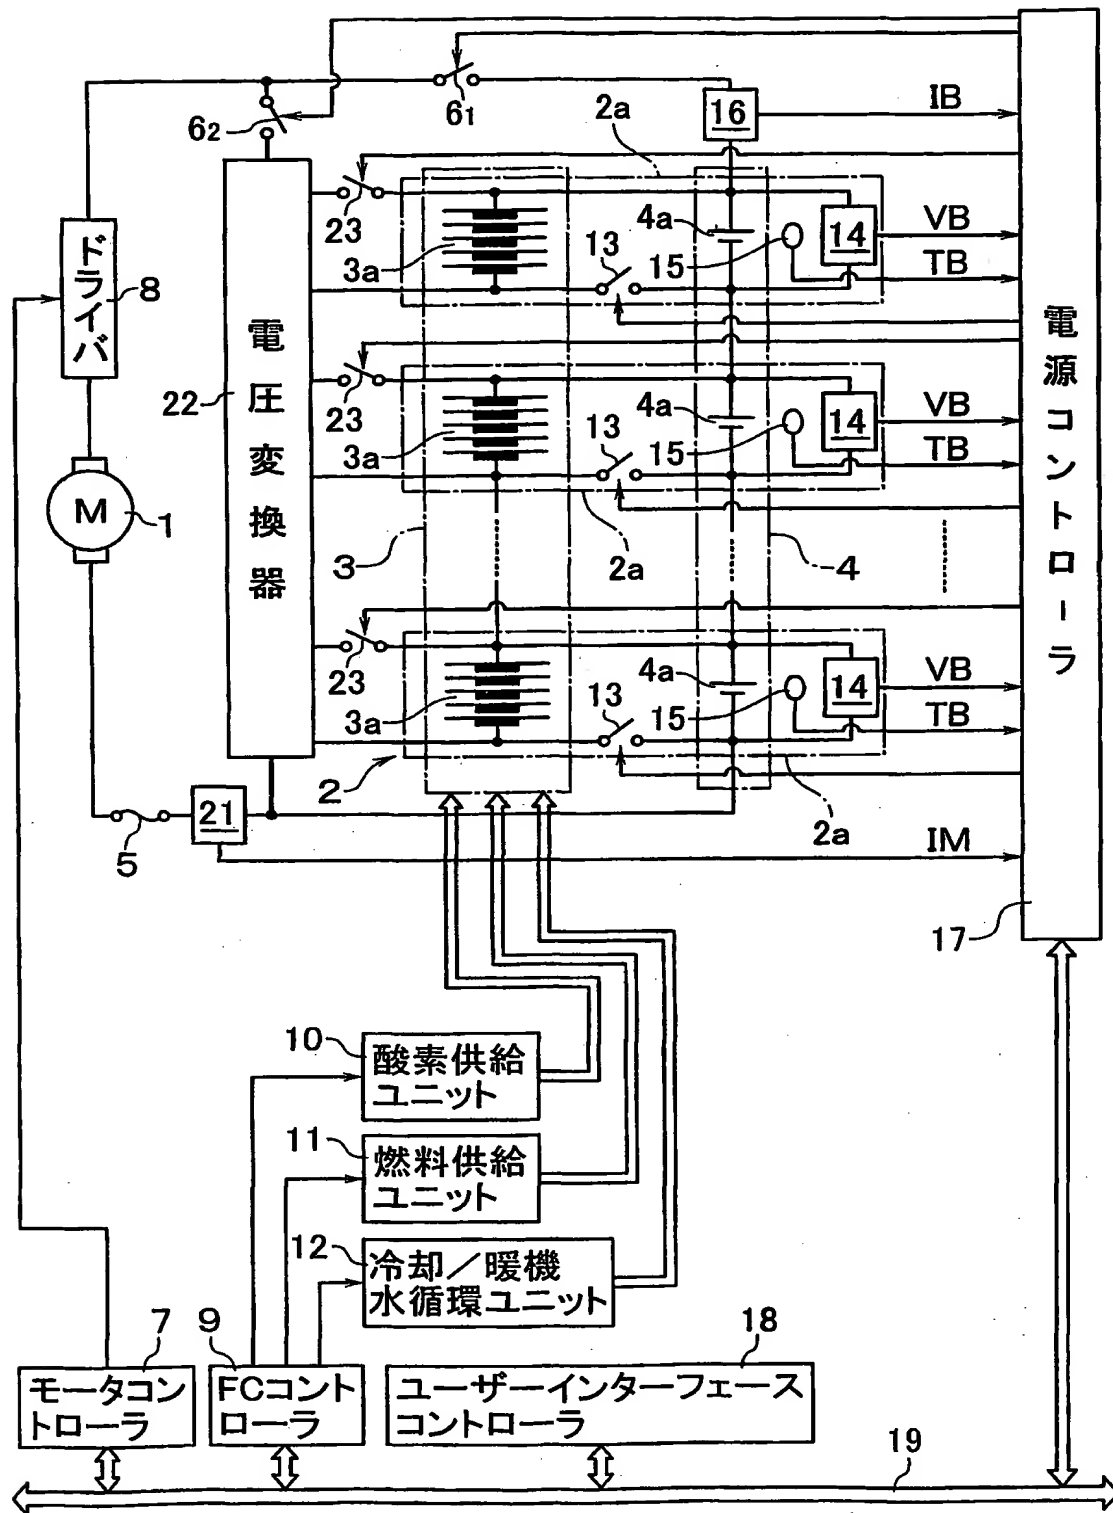 6₁
6₂
16
IB
2a
23
3a
4a
13
15
14
VB
TB
ドライバ
8
電圧変換器
22
電源コントローラ
23
3a
4a
13
15
14
VB
TB
M
1
3
2a
4
23
3a
4a
13
15
14
VB
TB
2
2a
5
21
IM
17
10
酸素供給
ユニット
11
燃料供給
ユニット
12
冷却／暖機
水循環ユニット
7
モータコン
トローラ
9
FCコント
ローラ
18
ユーザーインターフェース
コントローラ
19